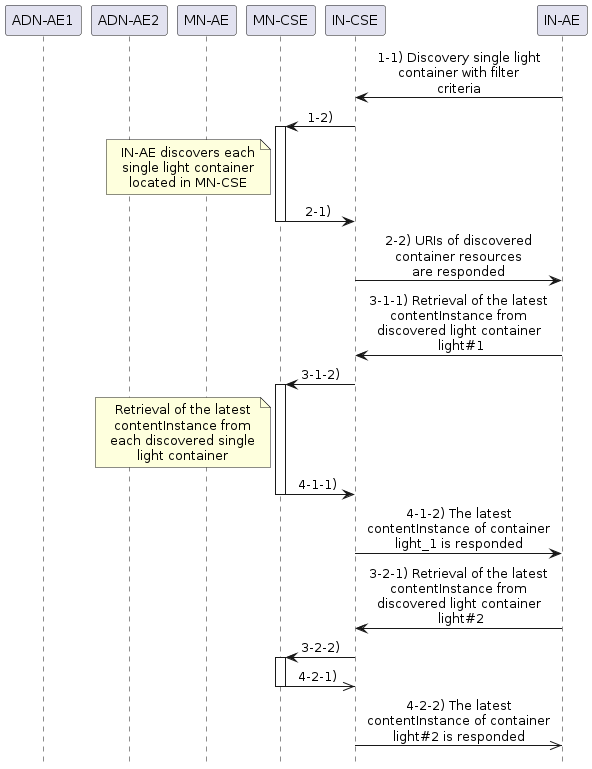 ADN-AE1 ADN-AE2 MN-AE MN-CSE IN-CSE IN-AE
1-1) Discovery single light
container with filter
criteria
1-2)
IN-AE discovers each
single light container
located in MN-CSE
2-1)
2-2) URIs of discovered
container resources
are responded
3-1-1) Retrieval of the latest
contentInstance from
discovered light container
light#1
3-1-2)
Retrieval of the latest
contentInstance from
each discovered single
light container
4-1-1)
4-1-2) The latest
contentInstance of container
light_1 is responded
3-2-1) Retrieval of the latest
contentInstance from
discovered light container
light#2
3-2-2)
4-2-1)
4-2-2) The latest
contentInstance of container
light#2 is responded